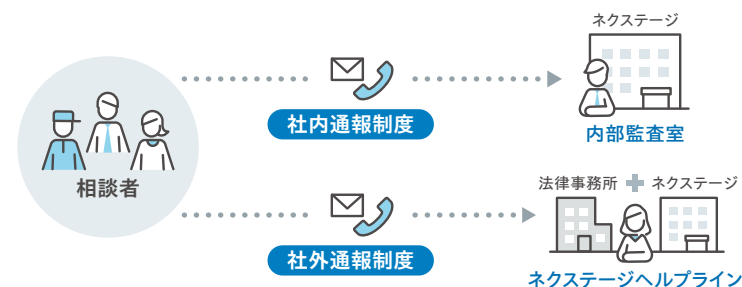 相談者
社内通報制度
ネクステージ
内部監査室
社外通報制度
法律事務所 ネクステージ
ネクステージヘルプライン